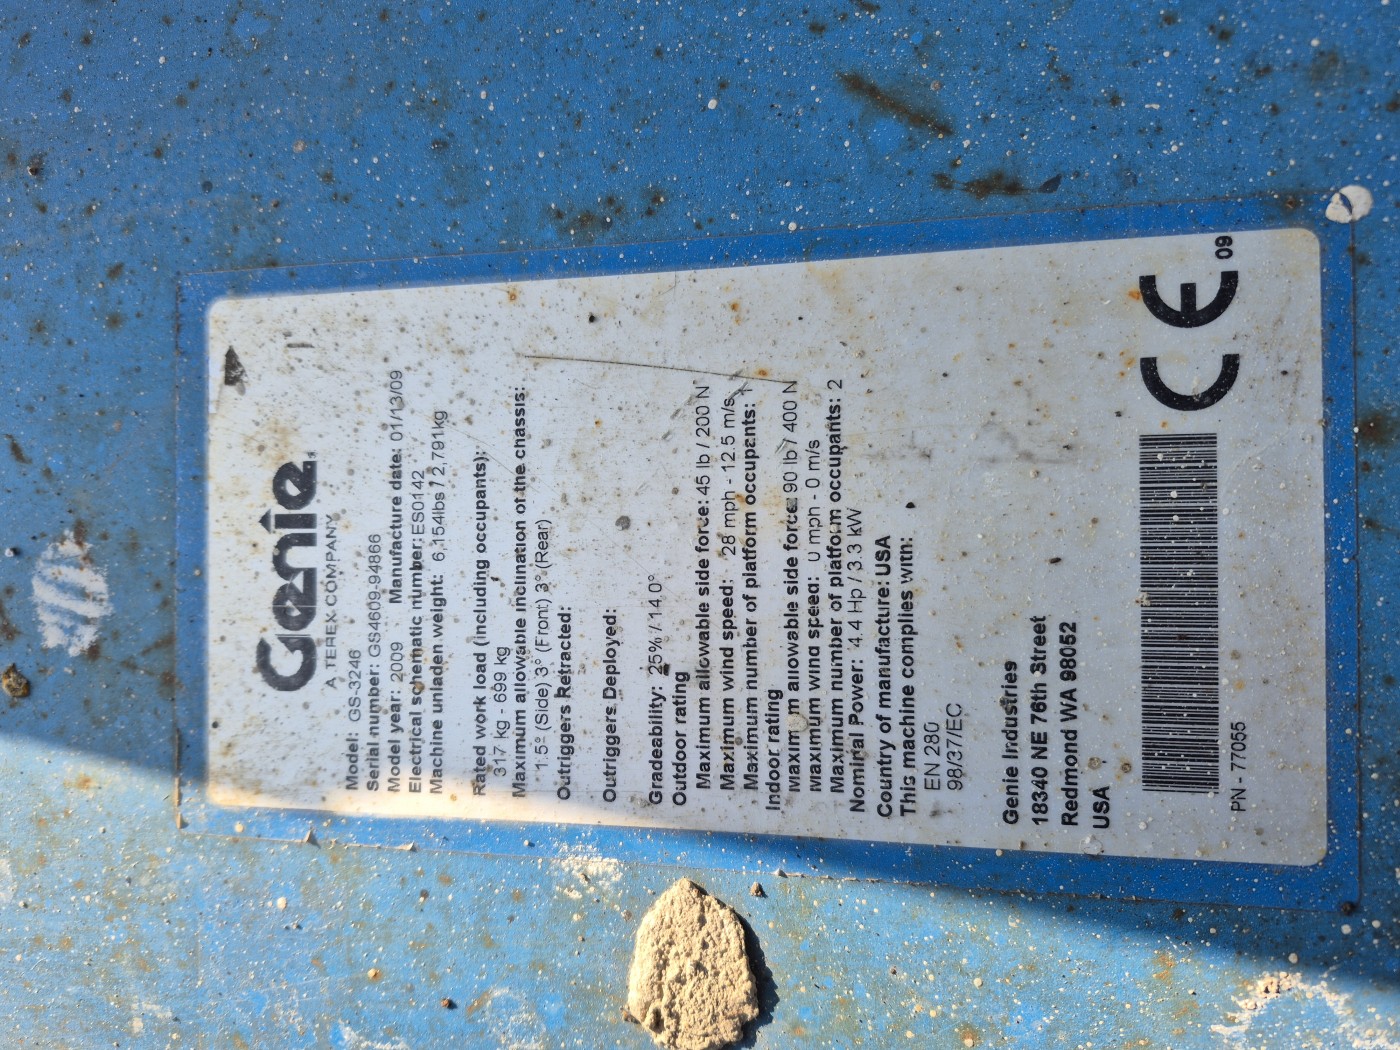 Genie
A TEREX COMPANY
Model: GS-3246
Serial number: GS4609-94866
Model year: 2009 Manufacture date: 01/13/09
Electrical schematic number: ES0142
Machine unladen weight: 6,154lbs / 2,791kg
Rated work load (including occupants):
317 kg - 699 kg
Maximum allowable inclination of the chassis:
1.5° (Side) 3° (Front) 3° (Rear)
Outriggers Retracted:
Outriggers Deployed:
Gradeability: 25% / 14.0°
Outdoor rating
Maximum allowable side force: 45 lb / 200 N
Maximum wind speed: 28 mph - 12.5 m/s
Maximum number of platform occupants: 1
Indoor rating
Maximum allowable side force: 90 lb / 400 N
Maximum wind speed: 0 mph - 0 m/s
Maximum number of platform occupants: 2
Nominal Power: 4.4 Hp / 3.3 kW
Country of manufacture: USA
This machine complies with:
EN 280
98/37/EC
Genie Industries
18340 NE 76th Street
Redmond WA 98052
USA
CE 09
PN - 77055